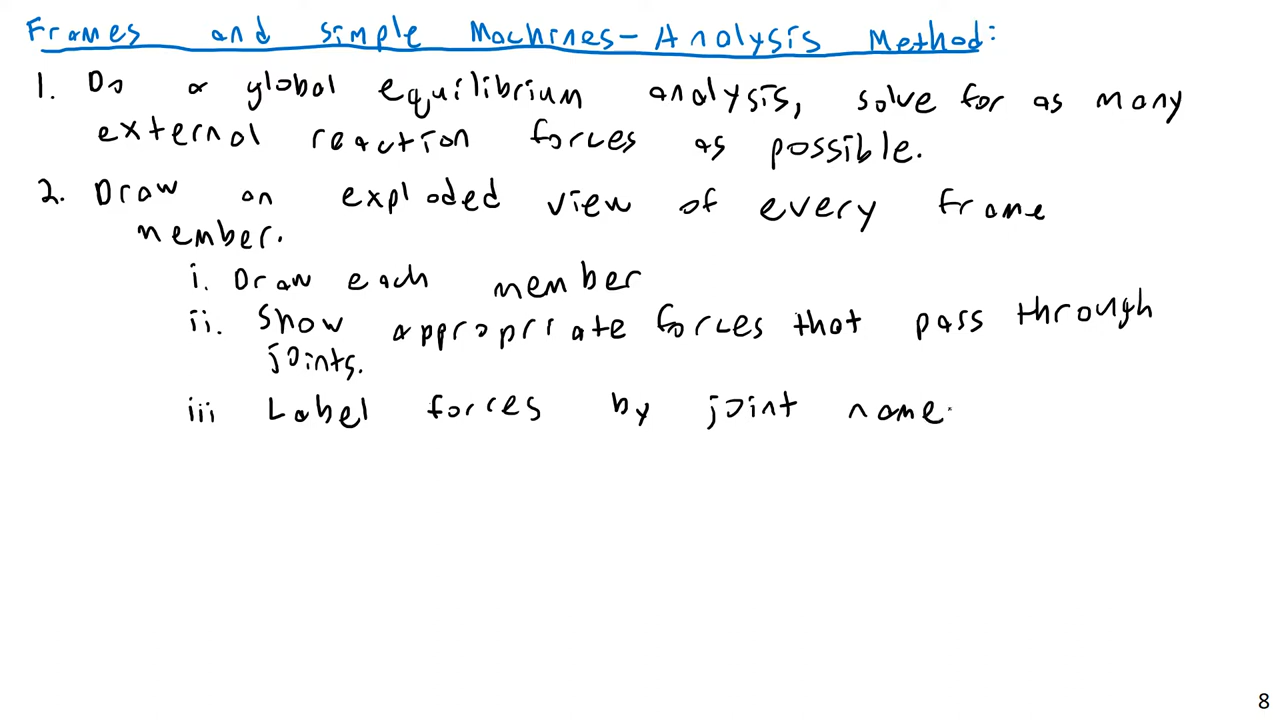 Frames and simple Machines - Analysis Method:
1. Do a global equilibrium analysis, solve for as many
external reaction forces as possible.
2. Draw an exploded view of every frame
member.
i. Draw each member
ii. Show appropriate forces that pass through
joints.
iii Label forces by joint name.
8